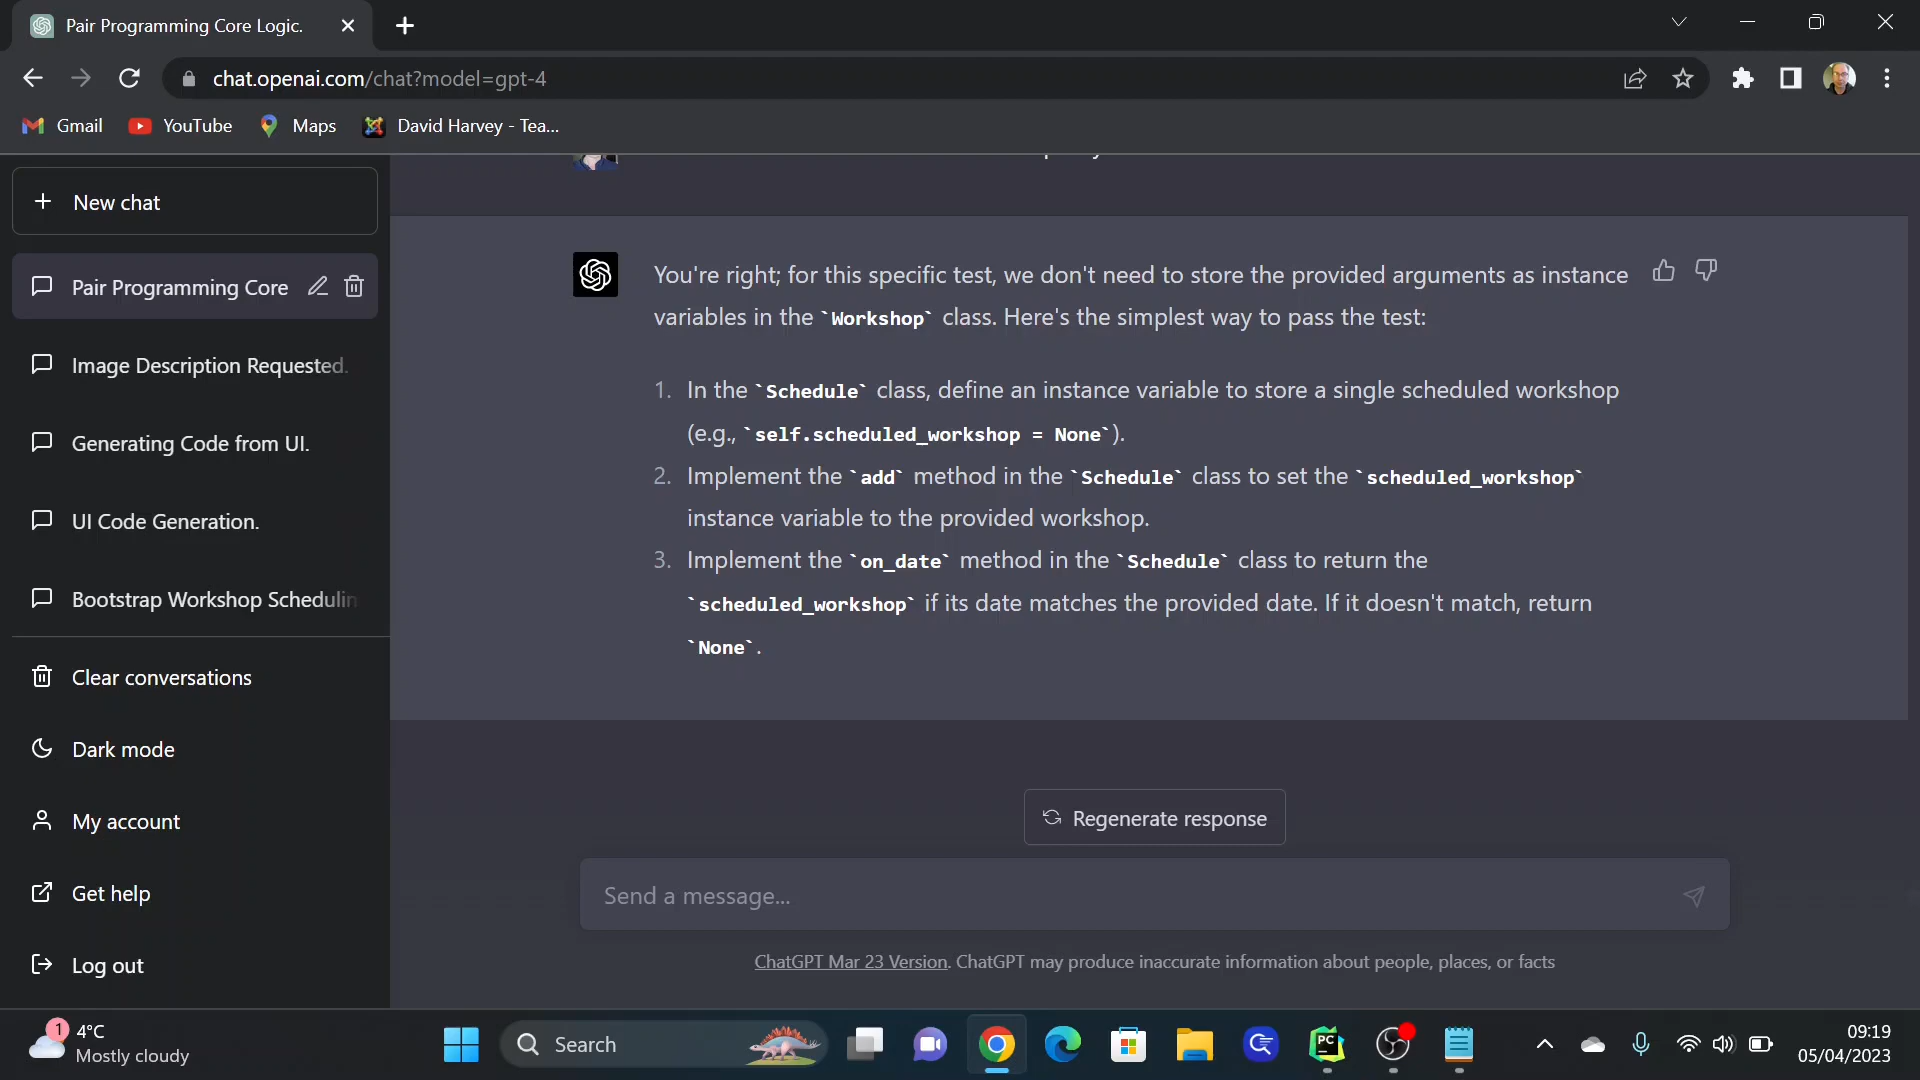 Pair Programming Core Logic.
chat.openai.com/chat?model=gpt-4
Gmail
YouTube
Maps
David Harvey - Tea...
New chat
Pair Programming Core
Image Description Requested.
Generating Code from UI.
UI Code Generation.
Bootstrap Workshop Schedulin
Clear conversations
Dark mode
My account
Get help
Log out
You're right; for this specific test, we don't need to store the provided arguments as instance
variables in the `Workshop` class. Here's the simplest way to pass the test:
1. In the `Schedule` class, define an instance variable to store a single scheduled workshop
(e.g., `self.scheduled_workshop = None`).
2. Implement the `add` method in the `Schedule` class to set the `scheduled_workshop`
instance variable to the provided workshop.
3. Implement the `on_date` method in the `Schedule` class to return the
`scheduled_workshop` if its date matches the provided date. If it doesn't match, return
`None`.
Regenerate response
Send a message...
ChatGPT Mar 23 Version. ChatGPT may produce inaccurate information about people, places, or facts
1
4°C
Mostly cloudy
Search
PC
09:19
05/04/2023